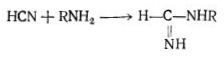 HCN + RNH₂ ⟶ H—C—NHR
‖
NH